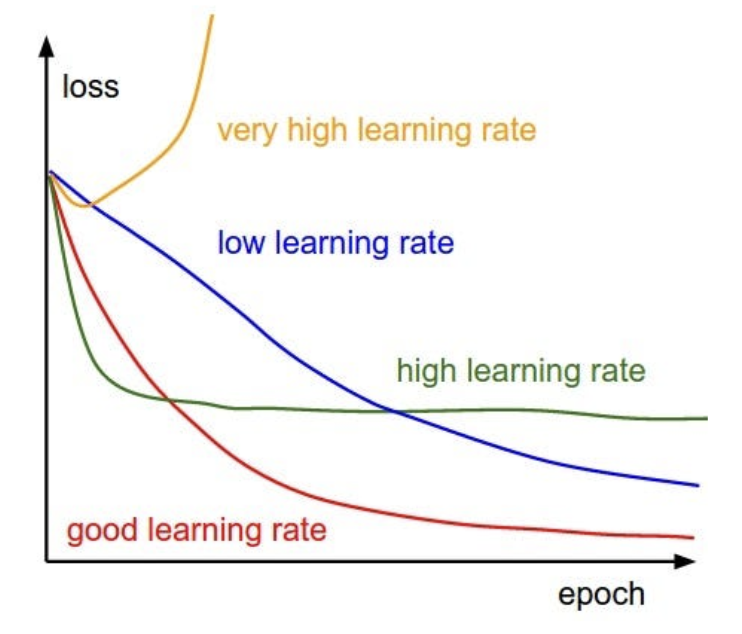 loss
very high learning rate
low learning rate
high learning rate
good learning rate
epoch